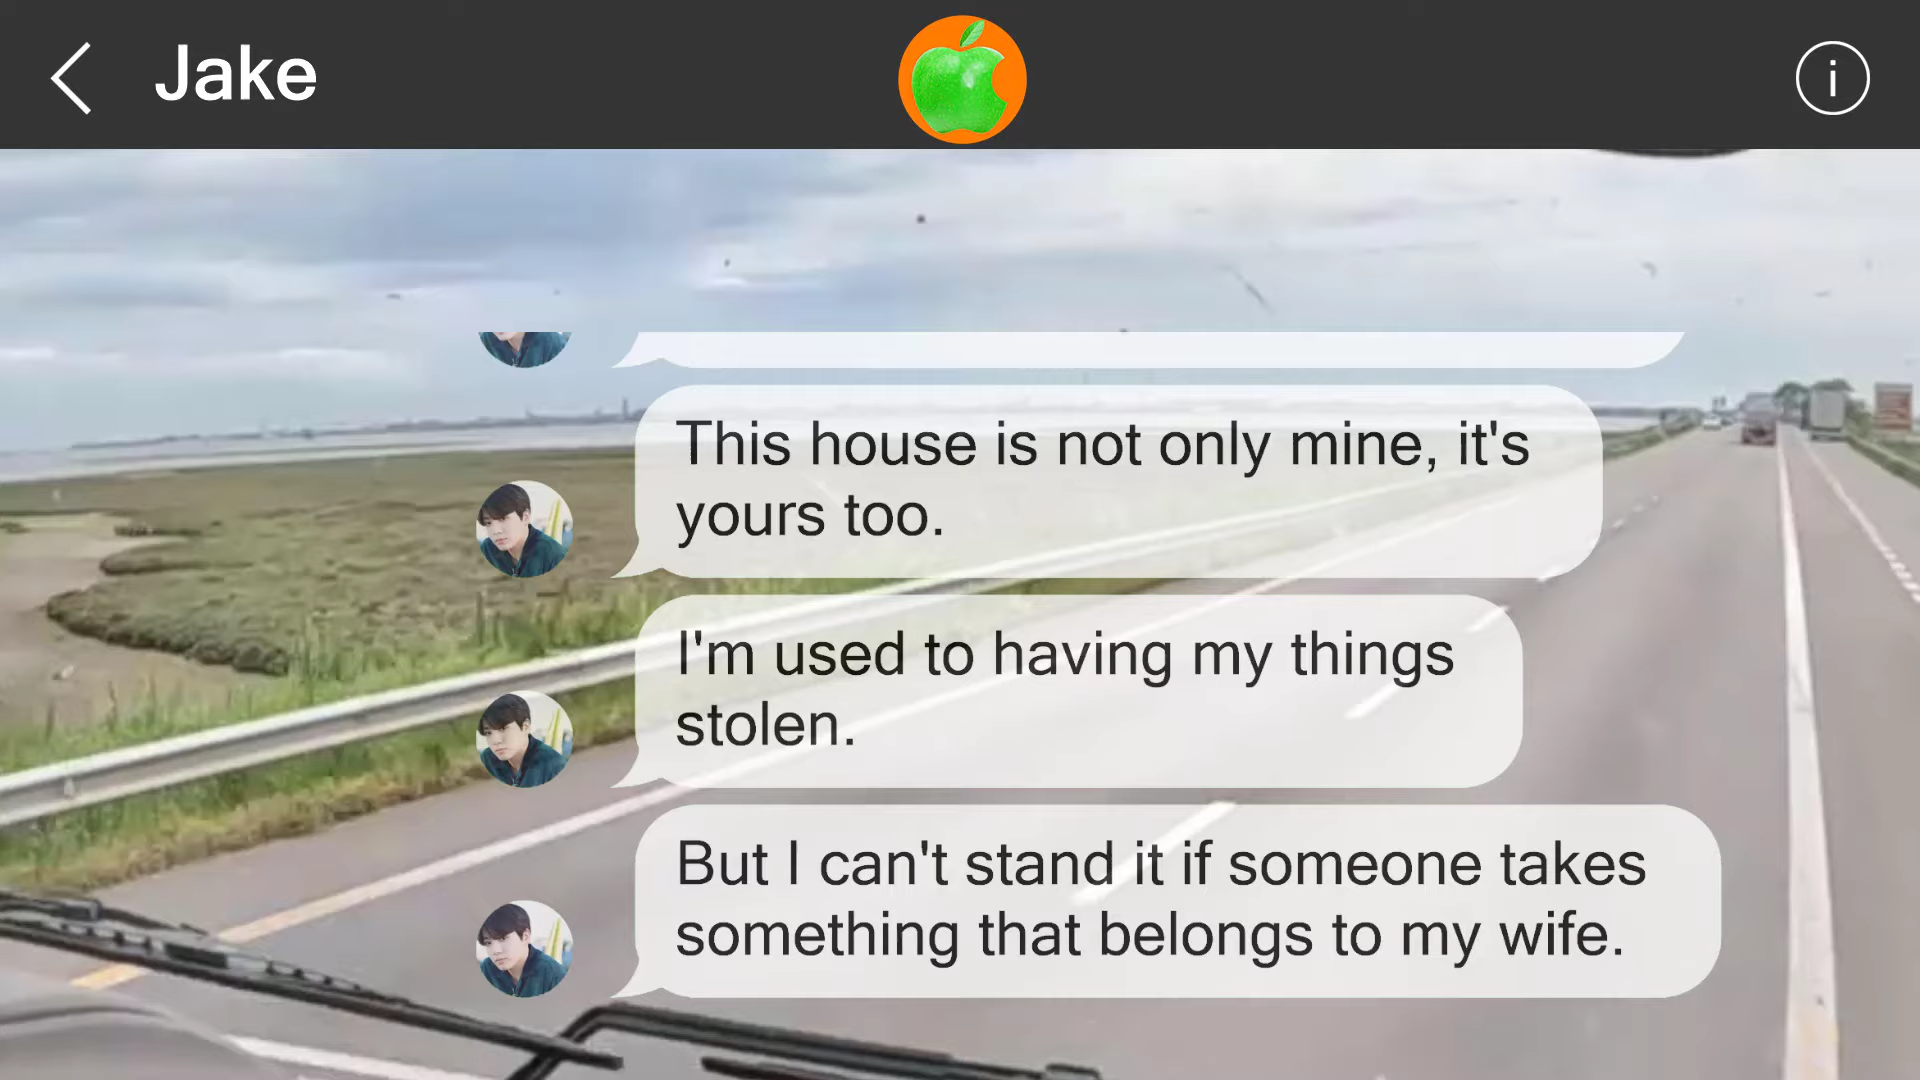 Jake
This house is not only mine, it's
yours too.
I'm used to having my things
stolen.
But I can't stand it if someone takes
something that belongs to my wife.